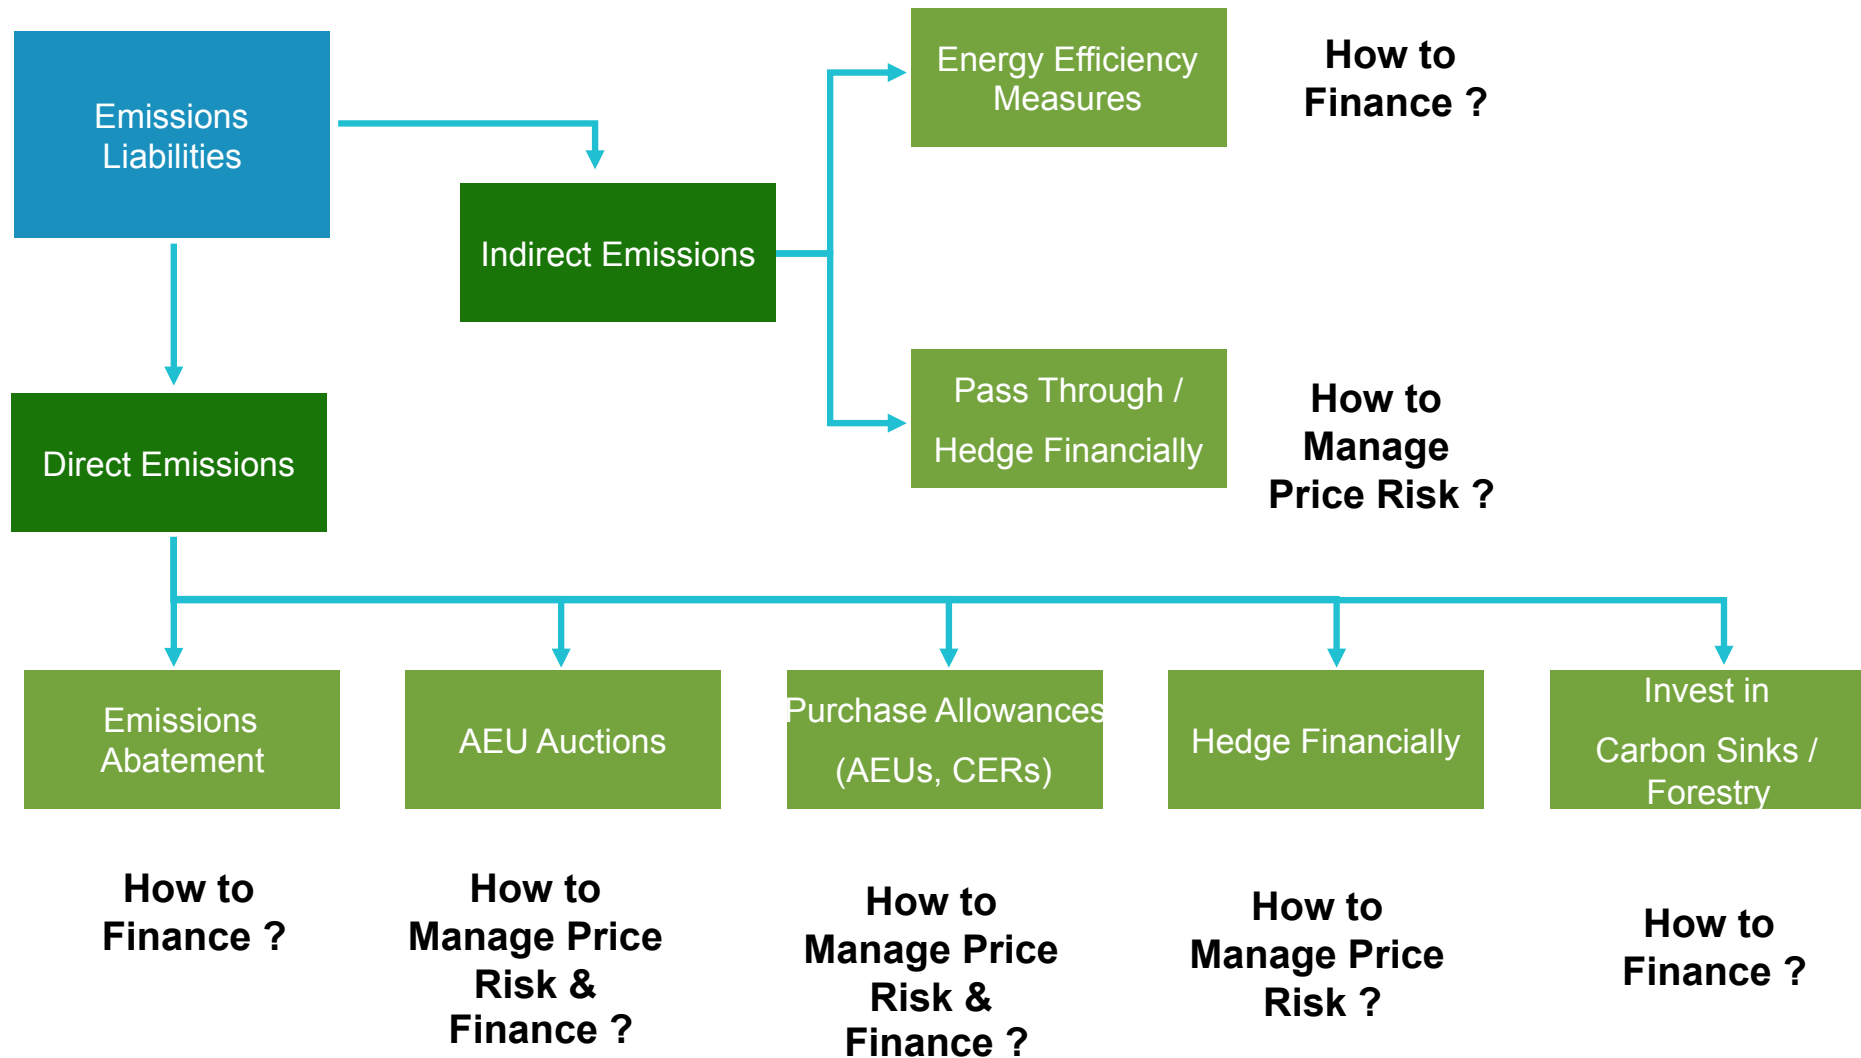 Emissions
Liabilities
Energy Efficiency
Measures
How to
Finance ?
Indirect Emissions
Pass Through /
Hedge Financially
How to
Manage
Price Risk ?
Direct Emissions
Emissions
Abatement
AEU Auctions
Purchase Allowances
(AEUs, CERs)
Hedge Financially
Invest in
Carbon Sinks /
Forestry
How to
Finance ?
How to
Manage Price
Risk &
Finance ?
How to
Manage Price
Risk &
Finance ?
How to
Manage Price
Risk ?
How to
Finance ?